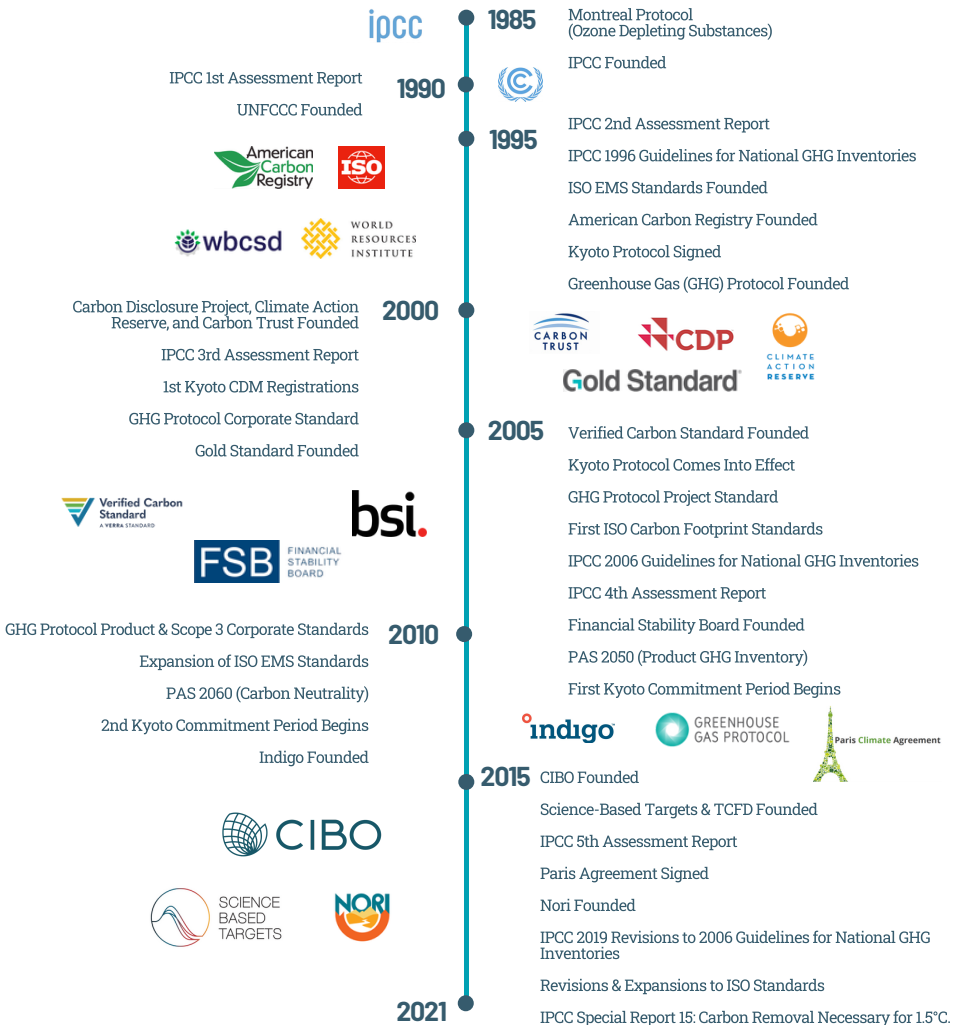 ipcc
1985
Montreal Protocol
(Ozone Depleting Substances)
IPCC Founded
IPCC 1st Assessment Report
1990
UNFCCC Founded
1995
IPCC 2nd Assessment Report
IPCC 1996 Guidelines for National GHG Inventories
ISO EMS Standards Founded
American Carbon Registry Founded
Kyoto Protocol Signed
Greenhouse Gas (GHG) Protocol Founded
American
Carbon
Registry
ISO
wbcsd
WORLD
RESOURCES
INSTITUTE
2000
Carbon Disclosure Project, Climate Action
Reserve, and Carbon Trust Founded
IPCC 3rd Assessment Report
1st Kyoto CDM Registrations
GHG Protocol Corporate Standard
Gold Standard Founded
CARBON
TRUST
CDP
CLIMATE
ACTION
RESERVE
Gold Standard
2005
Verified Carbon Standard Founded
Kyoto Protocol Comes Into Effect
GHG Protocol Project Standard
First ISO Carbon Footprint Standards
IPCC 2006 Guidelines for National GHG Inventories
IPCC 4th Assessment Report
Financial Stability Board Founded
PAS 2050 (Product GHG Inventory)
First Kyoto Commitment Period Begins
Verified Carbon
Standard
A VERRA STANDARD
bsi.
FSB
FINANCIAL
STABILITY
BOARD
GHG Protocol Product & Scope 3 Corporate Standards
2010
Expansion of ISO EMS Standards
PAS 2060 (Carbon Neutrality)
2nd Kyoto Commitment Period Begins
Indigo Founded
indigo
GREENHOUSE
GAS PROTOCOL
Paris Climate Agreement
2015
CIBO Founded
Science-Based Targets & TCFD Founded
IPCC 5th Assessment Report
Paris Agreement Signed
Nori Founded
IPCC 2019 Revisions to 2006 Guidelines for National GHG
Inventories
Revisions & Expansions to ISO Standards
IPCC Special Report 15: Carbon Removal Necessary for 1.5°C.
CIBO
SCIENCE
BASED
TARGETS
NORI
2021